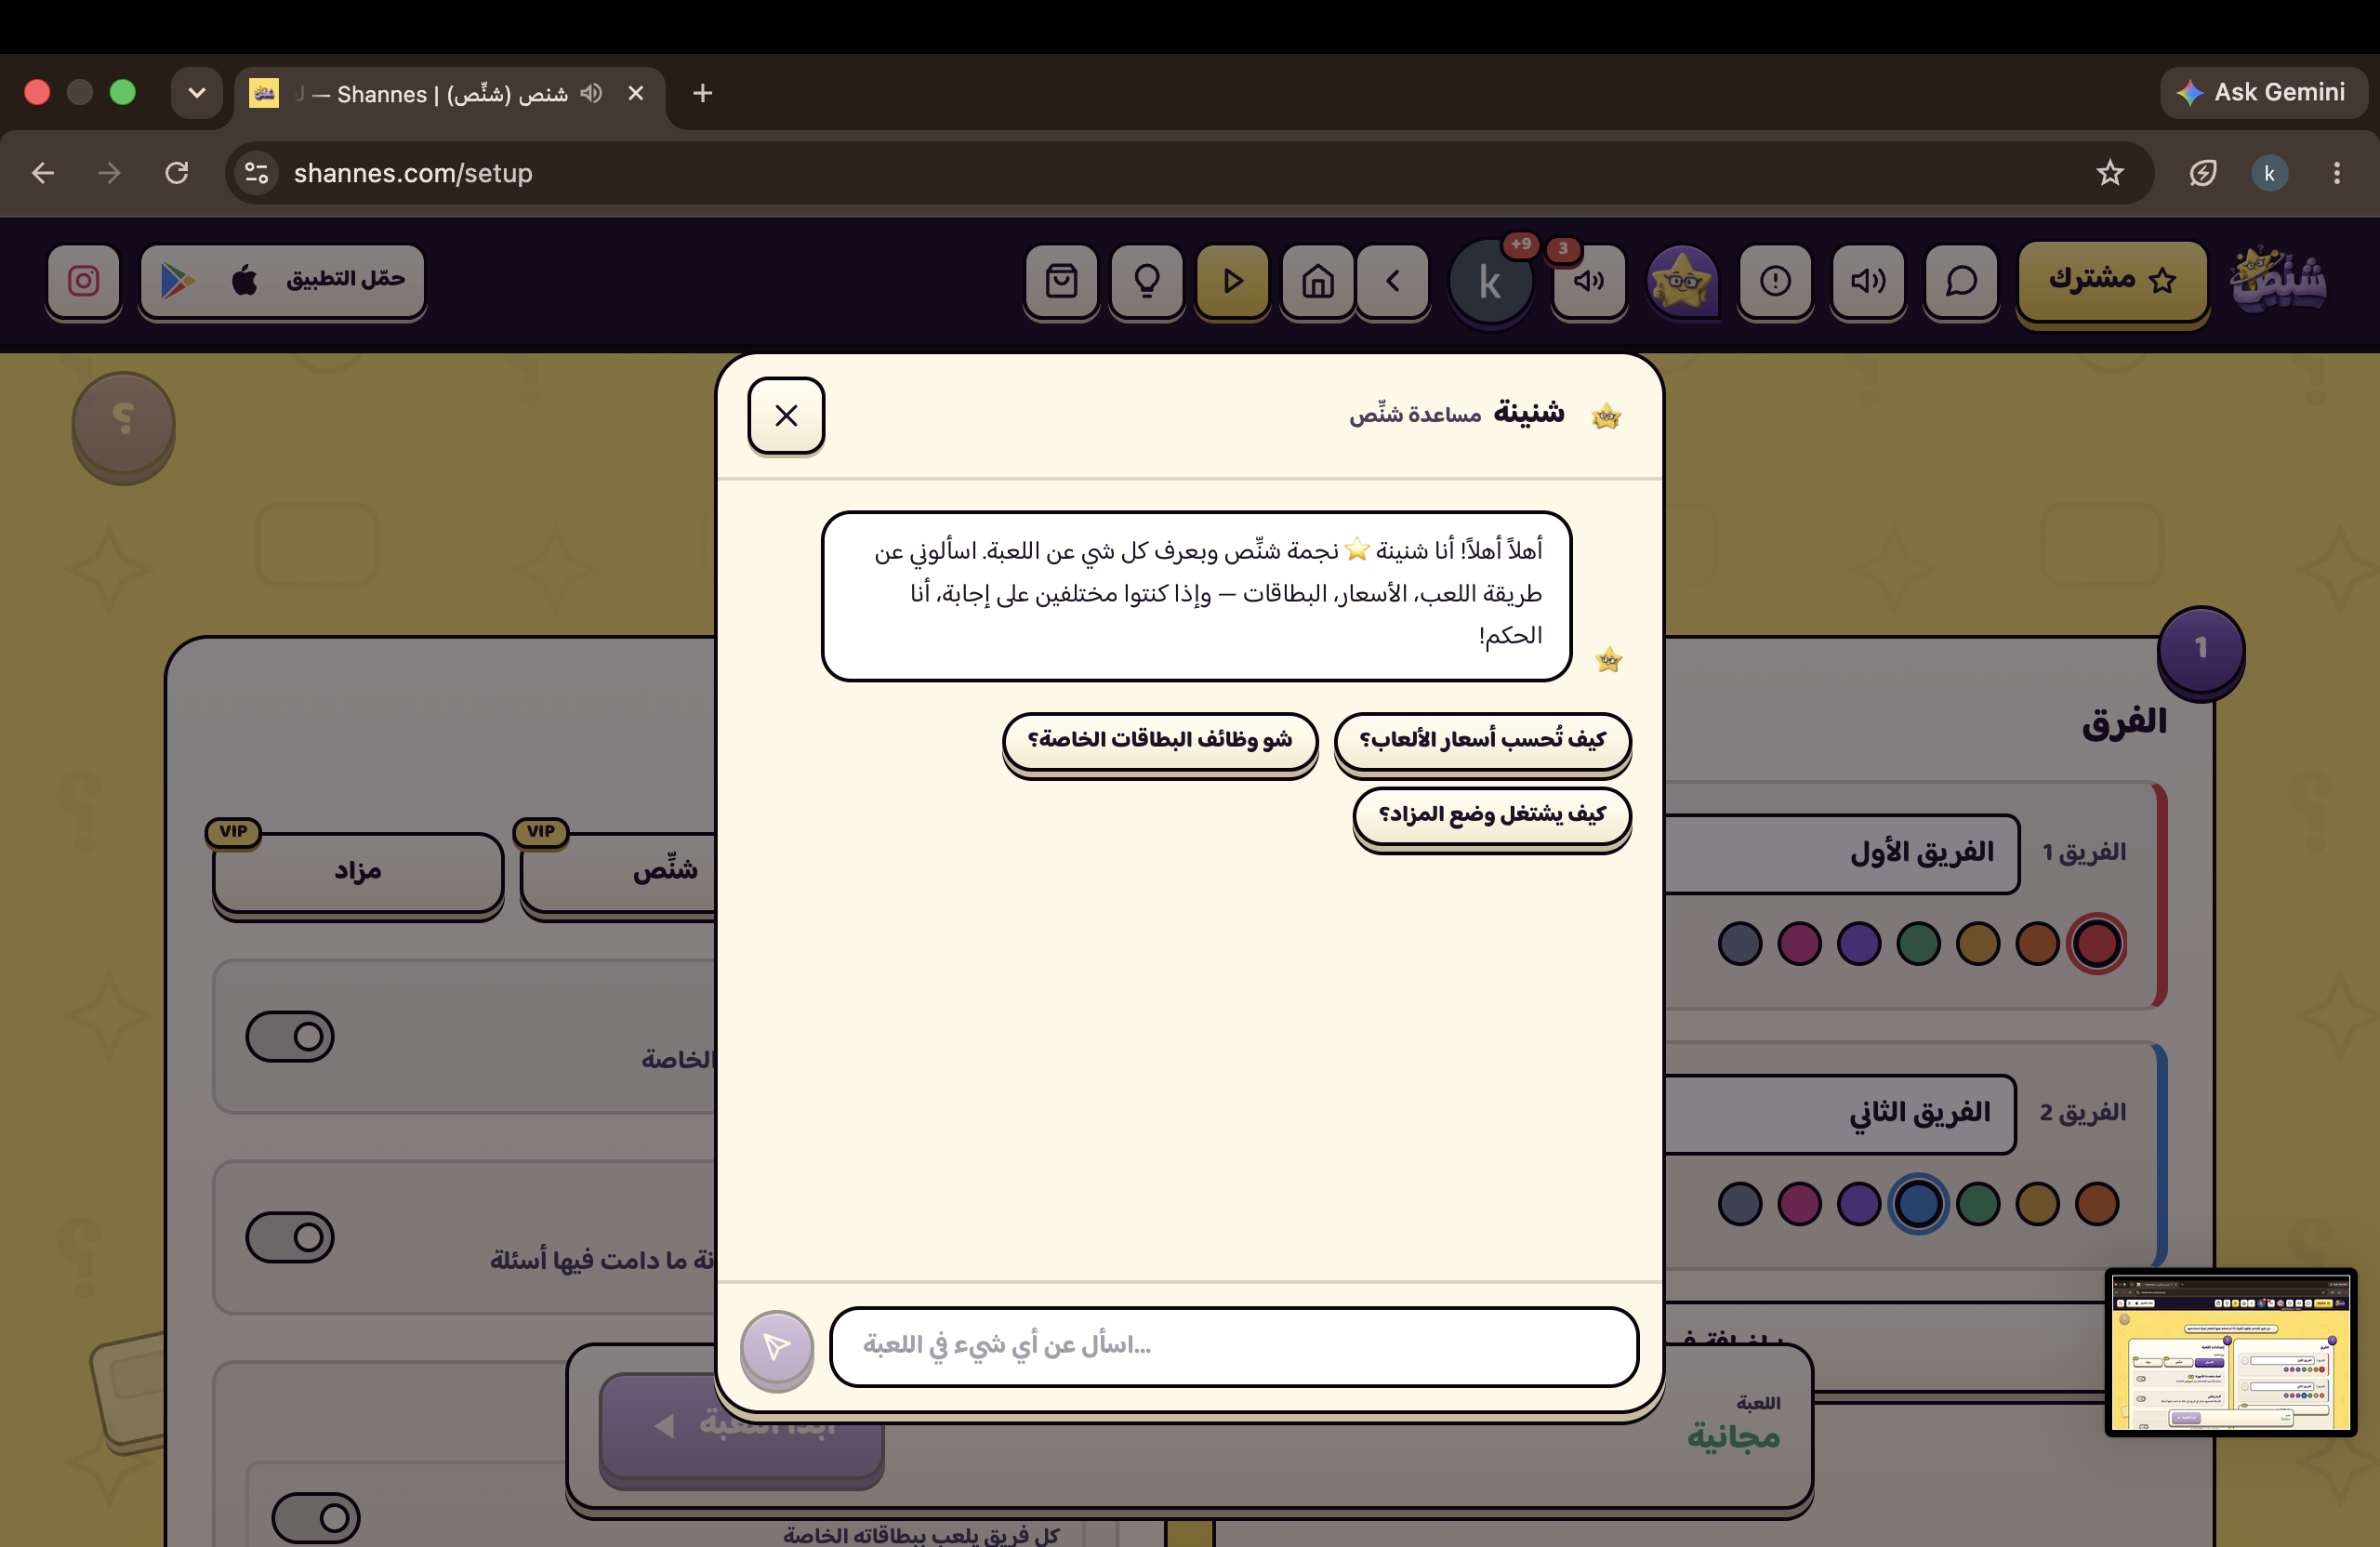 شنص (شنِّص) | Shannes —
Ask Gemini
shannes.com/setup
شنص
مشترك
3
+9
k
حمّل التطبيق
k
؟
شنينة مساعدة شنِّص
أهلاً أهلاً! أنا شنينة ⭐ نجمة شنِّص وبعرف كل شي عن اللعبة. اسألوني عن
طريقة اللعب، الأسعار، البطاقات — وإذا كنتوا مختلفين على إجابة، أنا
الحكم!
كيف تُحسب أسعار الألعاب؟
شو وظائف البطاقات الخاصة؟
كيف يشتغل وضع المزاد؟
اسأل عن أي شيء في اللعبة...
1
الفرق
الفريق 1
الفريق الأول
الفريق 2
الفريق الثاني
VIP
شنِّص
VIP
مزاد
الخاصة
ما دامت فيها أسئلة
اللعبة
مجانية
ابدأ اللعبة
كل فريق يلعب ببطاقاته الخاصة